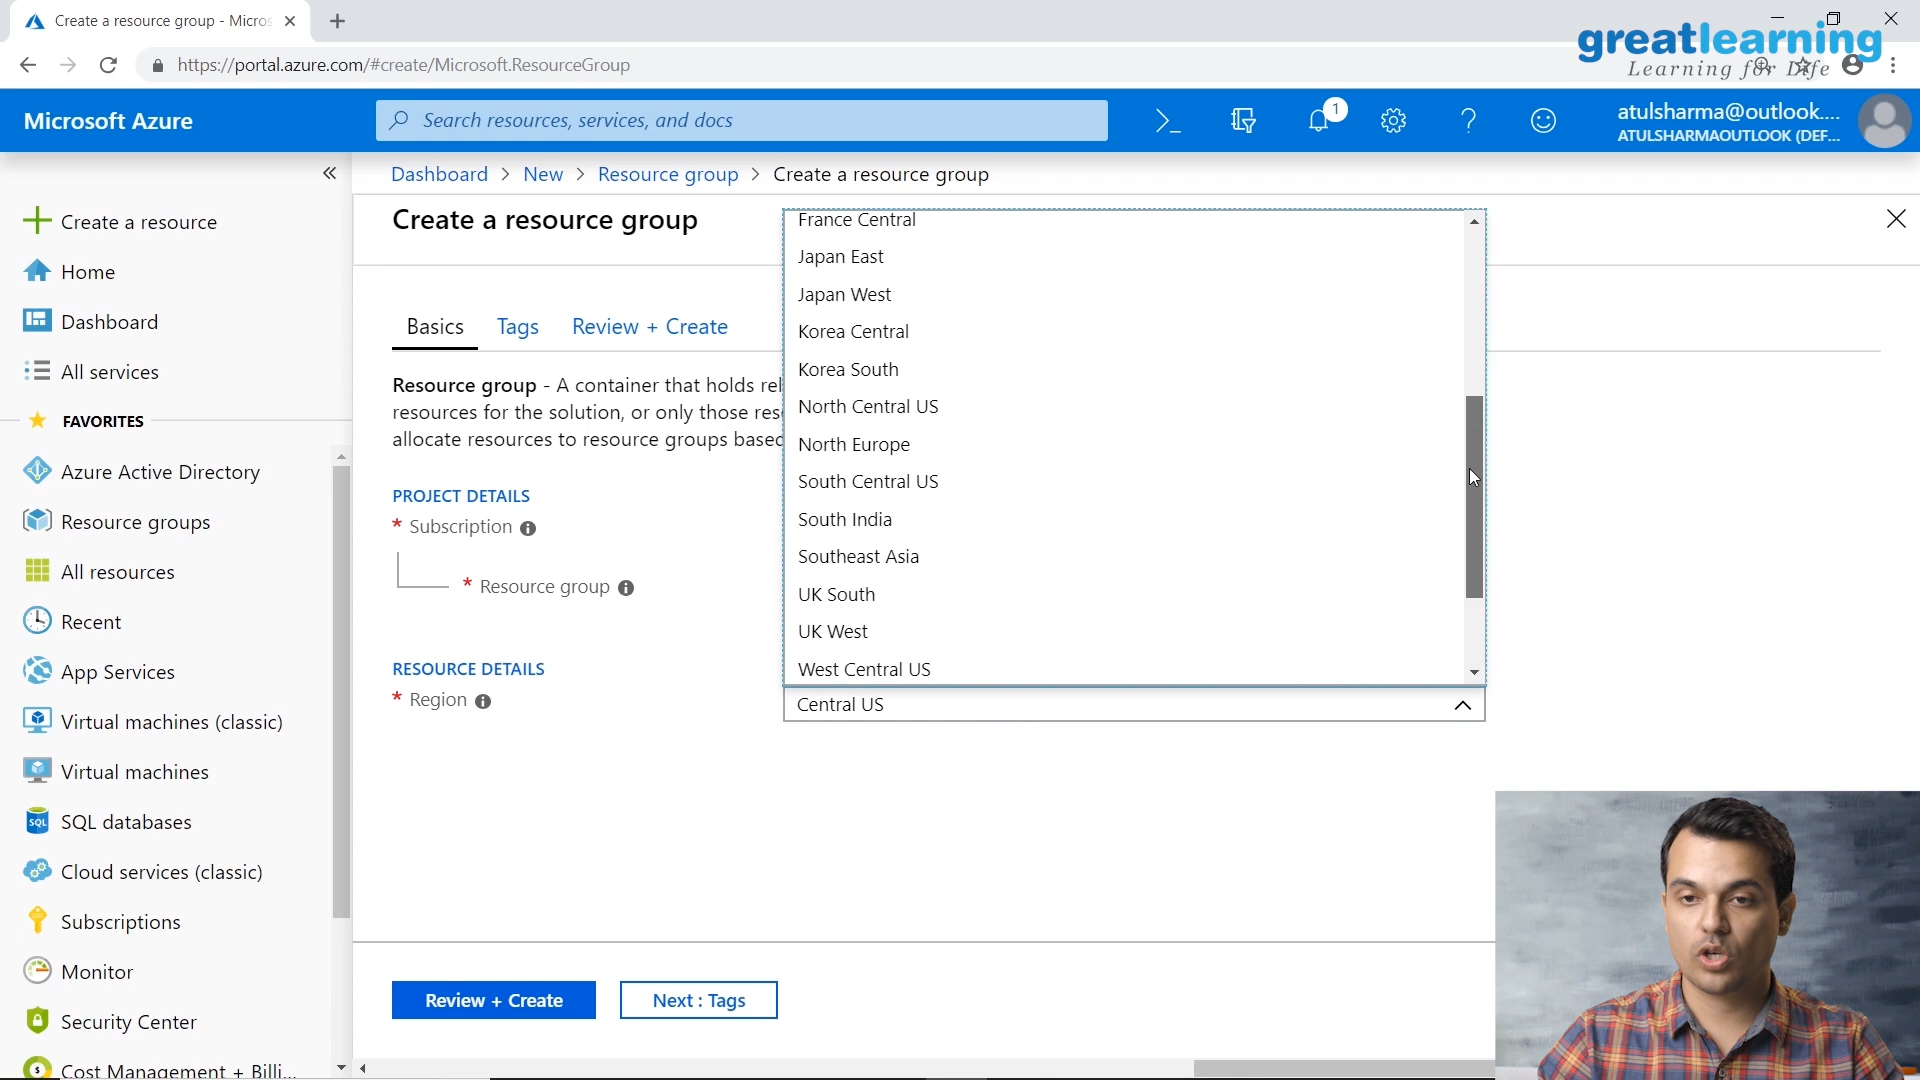 Create a resource group - Micros
https://portal.azure.com/#create/Microsoft.ResourceGroup
greatlearning
Learning for Life
Microsoft Azure
Search resources, services, and docs
1
atulsharma@outlook....
ATULSHARMAOUTLOOK (DEF...
Dashboard > New > Resource group > Create a resource group
Create a resource
Home
Dashboard
All services
FAVORITES
Azure Active Directory
Resource groups
All resources
Recent
App Services
Virtual machines (classic)
Virtual machines
SQL
SQL databases
Cloud services (classic)
Subscriptions
Monitor
Security Center
Cost Management + Billi...
Create a resource group
Basics
Tags
Review + Create
Resource group - A container that holds rel
resources for the solution, or only those res
allocate resources to resource groups based
PROJECT DETAILS
* Subscription
* Resource group
RESOURCE DETAILS
* Region
France Central
Japan East
Japan West
Korea Central
Korea South
North Central US
North Europe
South Central US
South India
Southeast Asia
UK South
UK West
West Central US
Central US
Review + Create
Next : Tags